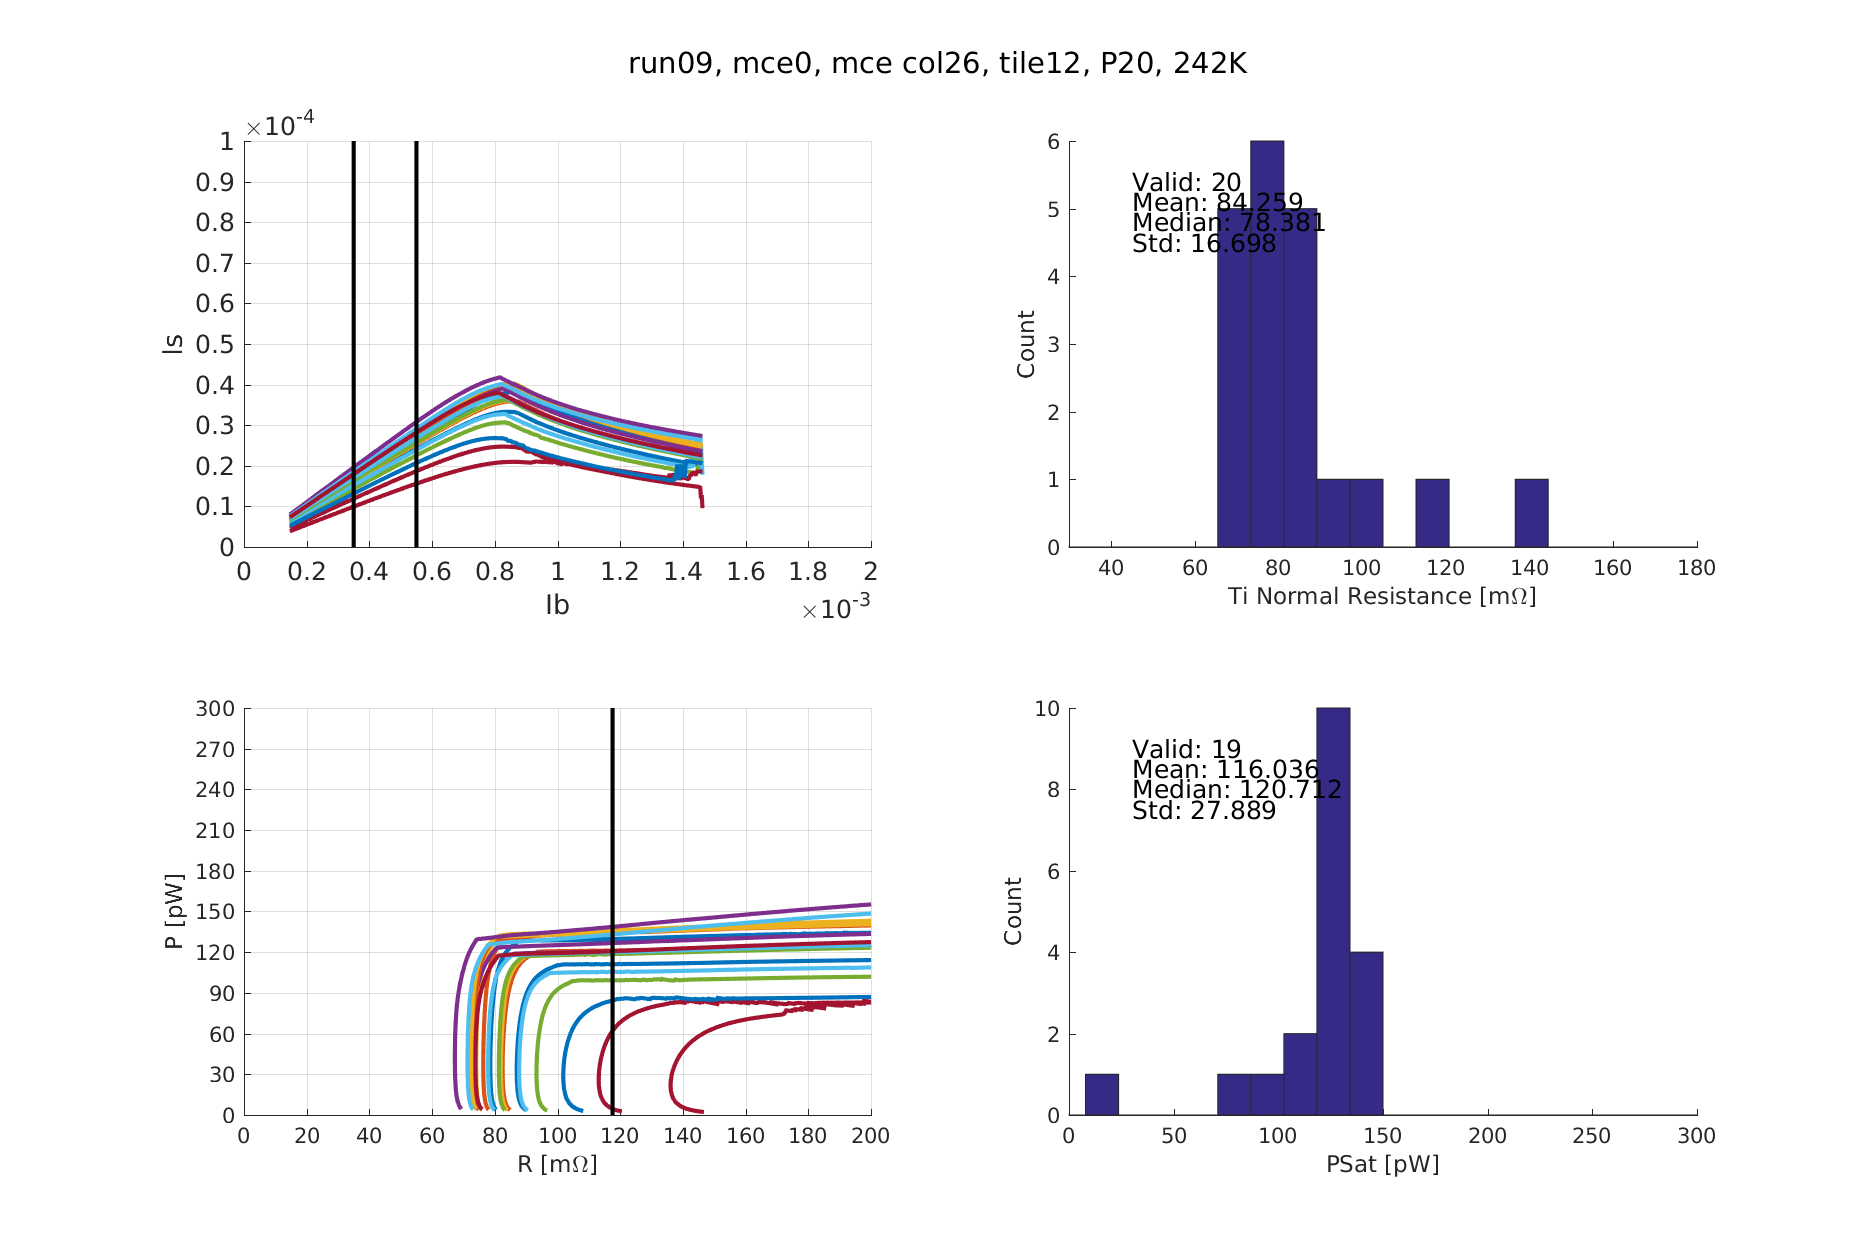 run09, mce0, mce col26, tile12, P20, 242K
×10-4
1
0.9
0.8
0.7
0.6
0.5
0.4
0.3
0.2
0.1
0
Is
0 0.2 0.4 0.6 0.8 1 1.2 1.4 1.6 1.8 2
Ib
×10-3
6
5
4
3
2
1
0
Count
Valid: 20
Mean: 84.259
Median: 78.381
Std: 16.698
40 60 80 100 120 140 160 180
Ti Normal Resistance [mΩ]
300
270
240
210
180
150
120
90
60
30
0
P [pW]
0 20 40 60 80 100 120 140 160 180 200
R [mΩ]
10
8
6
4
2
0
Count
Valid: 19
Mean: 116.036
Median: 120.712
Std: 27.889
0 50 100 150 200 250 300
PSat [pW]